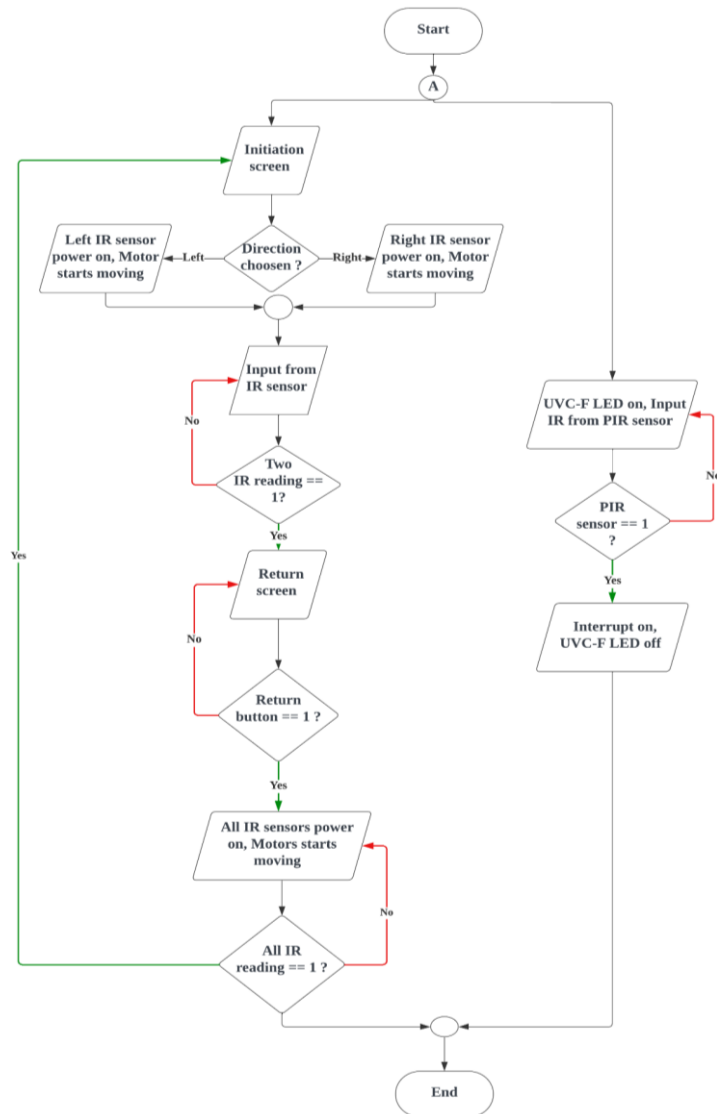 Start
A
Initiation
screen
Left IR sensor
power on, Motor
starts moving
Left
Direction
choosen ?
Right
Right IR sensor
power on, Motor
starts moving
Input from
IR sensor
No
Two
IR reading ==
1?
Yes
Return
screen
No
Return
button == 1 ?
Yes
All IR sensors power
on, Motors starts
moving
No
All IR
reading == 1 ?
Yes
UVC-F LED on, Input
IR from PIR sensor
No
PIR
sensor == 1
?
Yes
Interrupt on,
UVC-F LED off
End